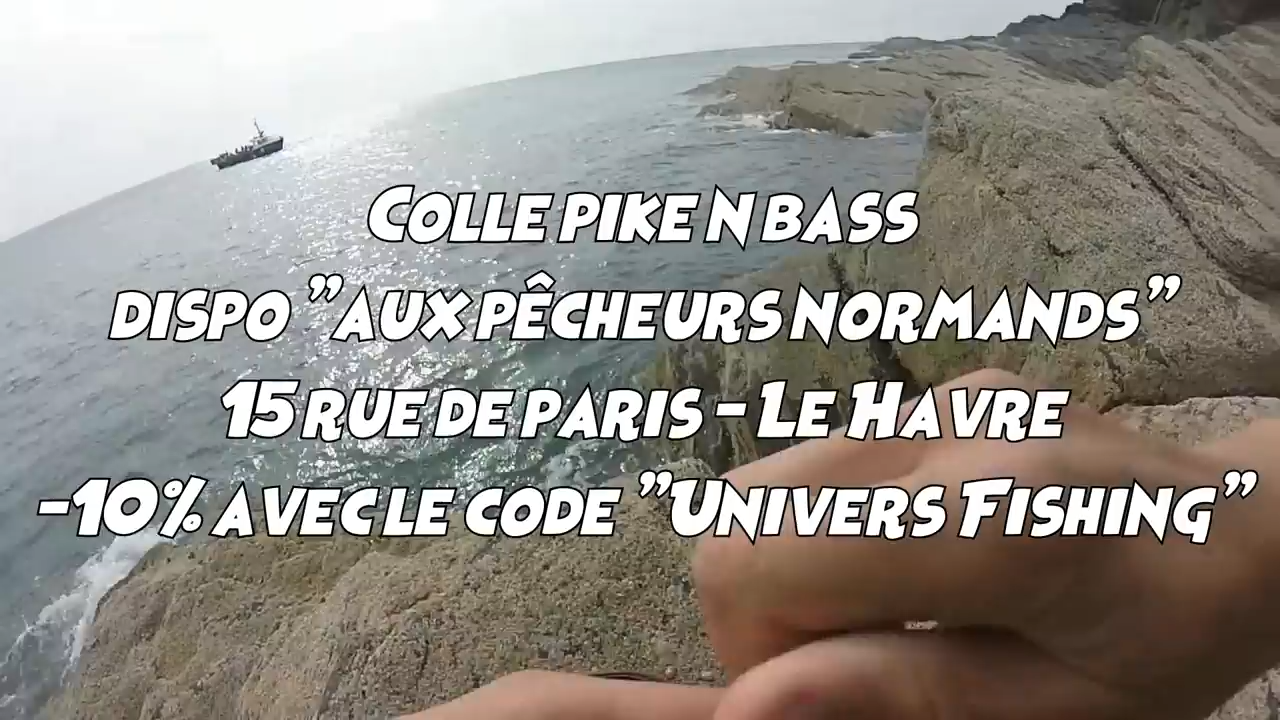 Colle pike n bass
dispo "aux pêcheurs normands"
15 rue de paris - Le Havre
-10% avec le code "Univers Fishing"